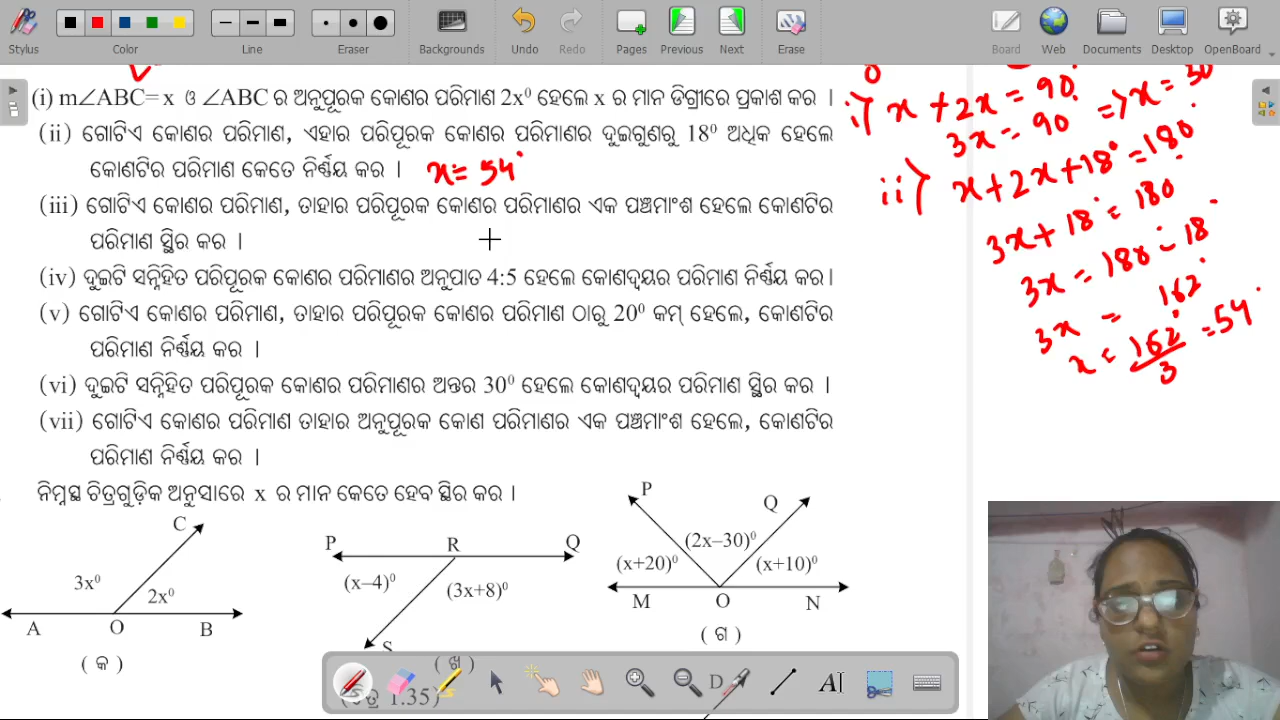 Stylus Color Line Eraser Backgrounds Undo Redo Pages Previous Next Erase Board Web Documents Desktop OpenBoard
(i) m∠ABC=x ଓ ∠ABC ର ଅନୁପୂରକ କୋଣର ପରିମାଣ 2x⁰ ହେଲେ x ର ମାନ ଡିଗ୍ରୀରେ ପ୍ରକାଶ କର ।
(ii) ଗୋଟିଏ କୋଣର ପରିମାଣ, ଏହାର ପରିପୂରକ କୋଣର ପରିମାଣର ଦୁଇଗୁଣରୁ 18⁰ ଅଧିକ ହେଲେ
କୋଣଟିର ପରିମାଣ କେତେ ନିର୍ଣ୍ଣୟ କର ।
x = 54°
(iii) ଗୋଟିଏ କୋଣର ପରିମାଣ, ତାହାର ପରିପୂରକ କୋଣର ପରିମାଣର ଏକ ପଞ୍ଚମାଂଶ ହେଲେ କୋଣଟିର
ପରିମାଣ ସ୍ଥିର କର ।
(iv) ଦୁଇଟି ସନ୍ନିହିତ ପରିପୂରକ କୋଣର ପରିମାଣର ଅନୁପାତ 4:5 ହେଲେ କୋଣଦ୍ୱୟର ପରିମାଣ ନିର୍ଣ୍ଣୟ କର।
(v) ଗୋଟିଏ କୋଣର ପରିମାଣ, ତାହାର ପରିପୂରକ କୋଣର ପରିମାଣ ଠାରୁ 20⁰ କମ୍ ହେଲେ, କୋଣଟିର
ପରିମାଣ ନିର୍ଣ୍ଣୟ କର ।
(vi) ଦୁଇଟି ସନ୍ନିହିତ ପରିପୂରକ କୋଣର ପରିମାଣର ଅନ୍ତର 30⁰ ହେଲେ କୋଣଦ୍ୱୟର ପରିମାଣ ସ୍ଥିର କର ।
(vii) ଗୋଟିଏ କୋଣର ପରିମାଣ ତାହାର ଅନୁପୂରକ କୋଣ ପରିମାଣର ଏକ ପଞ୍ଚମାଂଶ ହେଲେ, କୋଣଟିର
ପରିମାଣ ନିର୍ଣ୍ଣୟ କର ।
ନିମ୍ନସ୍ଥ ଚିତ୍ରଗୁଡ଼ିକ ଅନୁସାରେ x ର ମାନ କେତେ ହେବ ସ୍ଥିର କର ।
C
3x⁰ 2x⁰
A O B
( କ )
P R Q
(x–4)⁰ (3x+8)⁰
S
( ଖ )
P Q
(2x–30)⁰
(x+20)⁰ (x+10)⁰
M O N
( ଗ )
(ଚିତ୍ର 1.35)
D
i) x + 2x = 90°
3x = 90 => x = 30°
ii) x + 2x + 18° = 180°
3x + 18° = 180°
3x = 180 - 18°
3x = 162°
x = 162°/3 = 54°